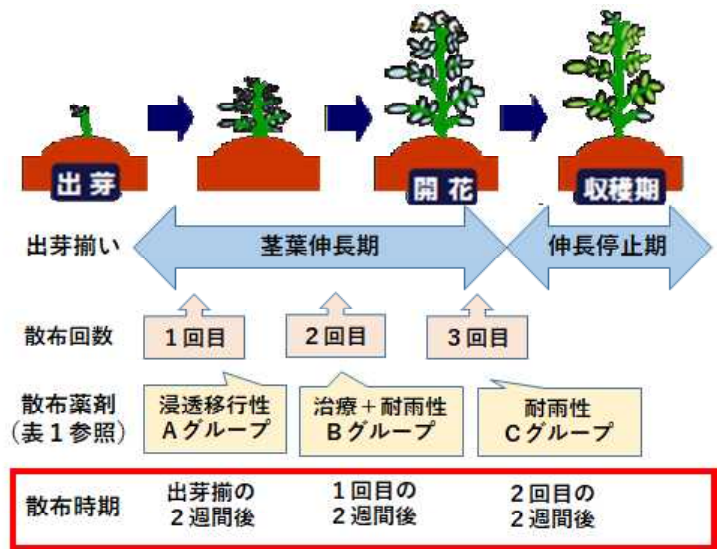 出芽
開花
収穫期
出芽揃い
茎葉伸長期
伸長停止期
散布回数
1回目
2回目
3回目
散布薬剤
(表1参照)
浸透移行性
Aグループ
治療+耐雨性
Bグループ
耐雨性
Cグループ
散布時期
出芽揃の
2週間後
1回目の
2週間後
2回目の
2週間後